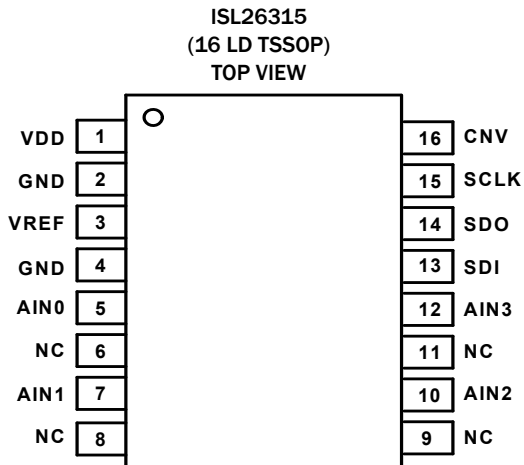 ISL26315
(16 LD TSSOP)
TOP VIEW
VDD 1 16 CNV
GND 2 15 SCLK
VREF 3 14 SDO
GND 4 13 SDI
AIN0 5 12 AIN3
NC 6 11 NC
AIN1 7 10 AIN2
NC 8 9 NC